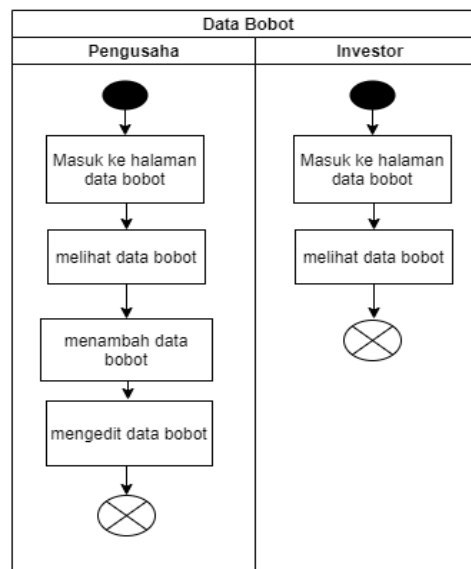 Data Bobot
Pengusaha
Investor
Masuk ke halaman
data bobot
melihat data bobot
menambah data
bobot
mengedit data bobot
Masuk ke halaman
data bobot
melihat data bobot